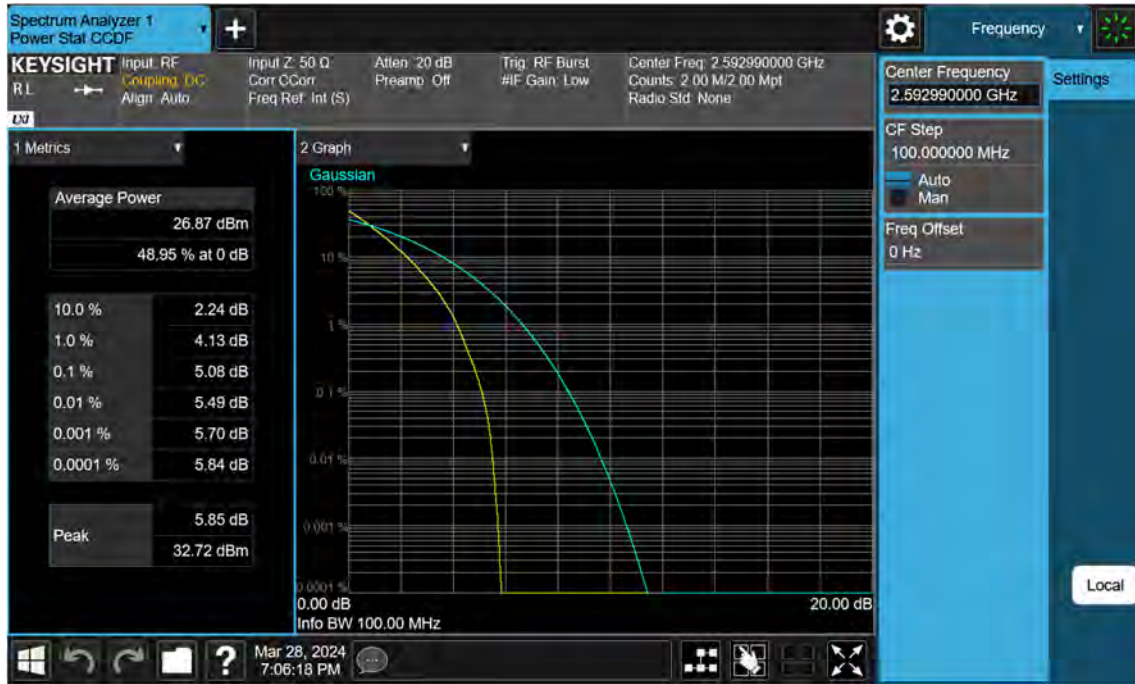 Spectrum Analyzer 1
Power Stat CCDF
+
Frequency
KEYSIGHT
RL
LXI
Input: RF
Coupling: DC
Align: Auto
Input Z: 50 Ω
Corr CCorr
Freq Ref: Int (S)
Atten: 20 dB
Preamp: Off
Trig: RF Burst
#IF Gain: Low
Center Freq: 2.592990000 GHz
Counts: 2.00 M/2.00 Mpt
Radio Std: None
Center Frequency
2.592990000 GHz
Settings
CF Step
100.000000 MHz
Auto
Man
Freq Offset
0 Hz
1 Metrics
Average Power
26.87 dBm
48.95 % at 0 dB
10.0 % 2.24 dB
1.0 % 4.13 dB
0.1 % 5.08 dB
0.01 % 5.49 dB
0.001 % 5.70 dB
0.0001 % 5.84 dB
Peak
5.85 dB
32.72 dBm
2 Graph
Gaussian
100 %
10 %
1 %
0.1 %
0.01 %
0.001 %
0.0001 %
0.00 dB
20.00 dB
Info BW 100.00 MHz
Local
?
Mar 28, 2024
7:06:18 PM